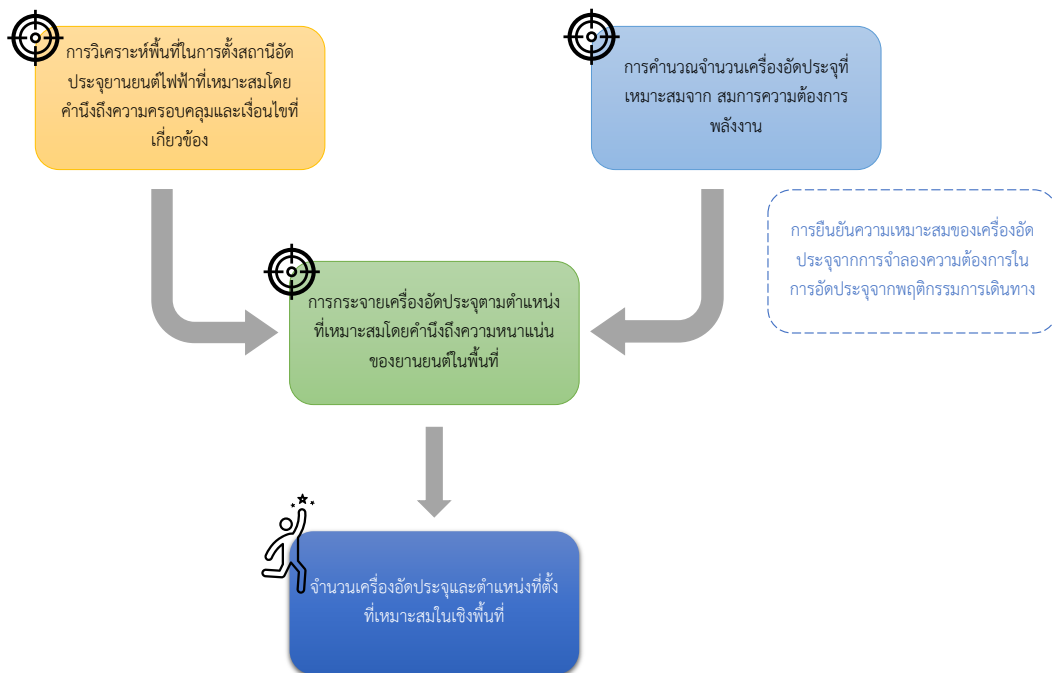 การวิเคราะห์พื้นที่ในการตั้งสถานีอัด
ประจุยานยนต์ไฟฟ้าที่เหมาะสมโดย
คำนึงถึงความครอบคลุมและเงื่อนไขที่
เกี่ยวข้อง
การคำนวณจำนวนเครื่องอัดประจุที่
เหมาะสมจาก สมการความต้องการ
พลังงาน
การยืนยันความเหมาะสมของเครื่องอัด
ประจุจากการจำลองความต้องการใน
การอัดประจุจากพฤติกรรมการเดินทาง
การกระจายเครื่องอัดประจุตามตำแหน่ง
ที่เหมาะสมโดยคำนึงถึงความหนาแน่น
ของยานยนต์ในพื้นที่
จำนวนเครื่องอัดประจุและตำแหน่งที่ตั้ง
ที่เหมาะสมในเชิงพื้นที่